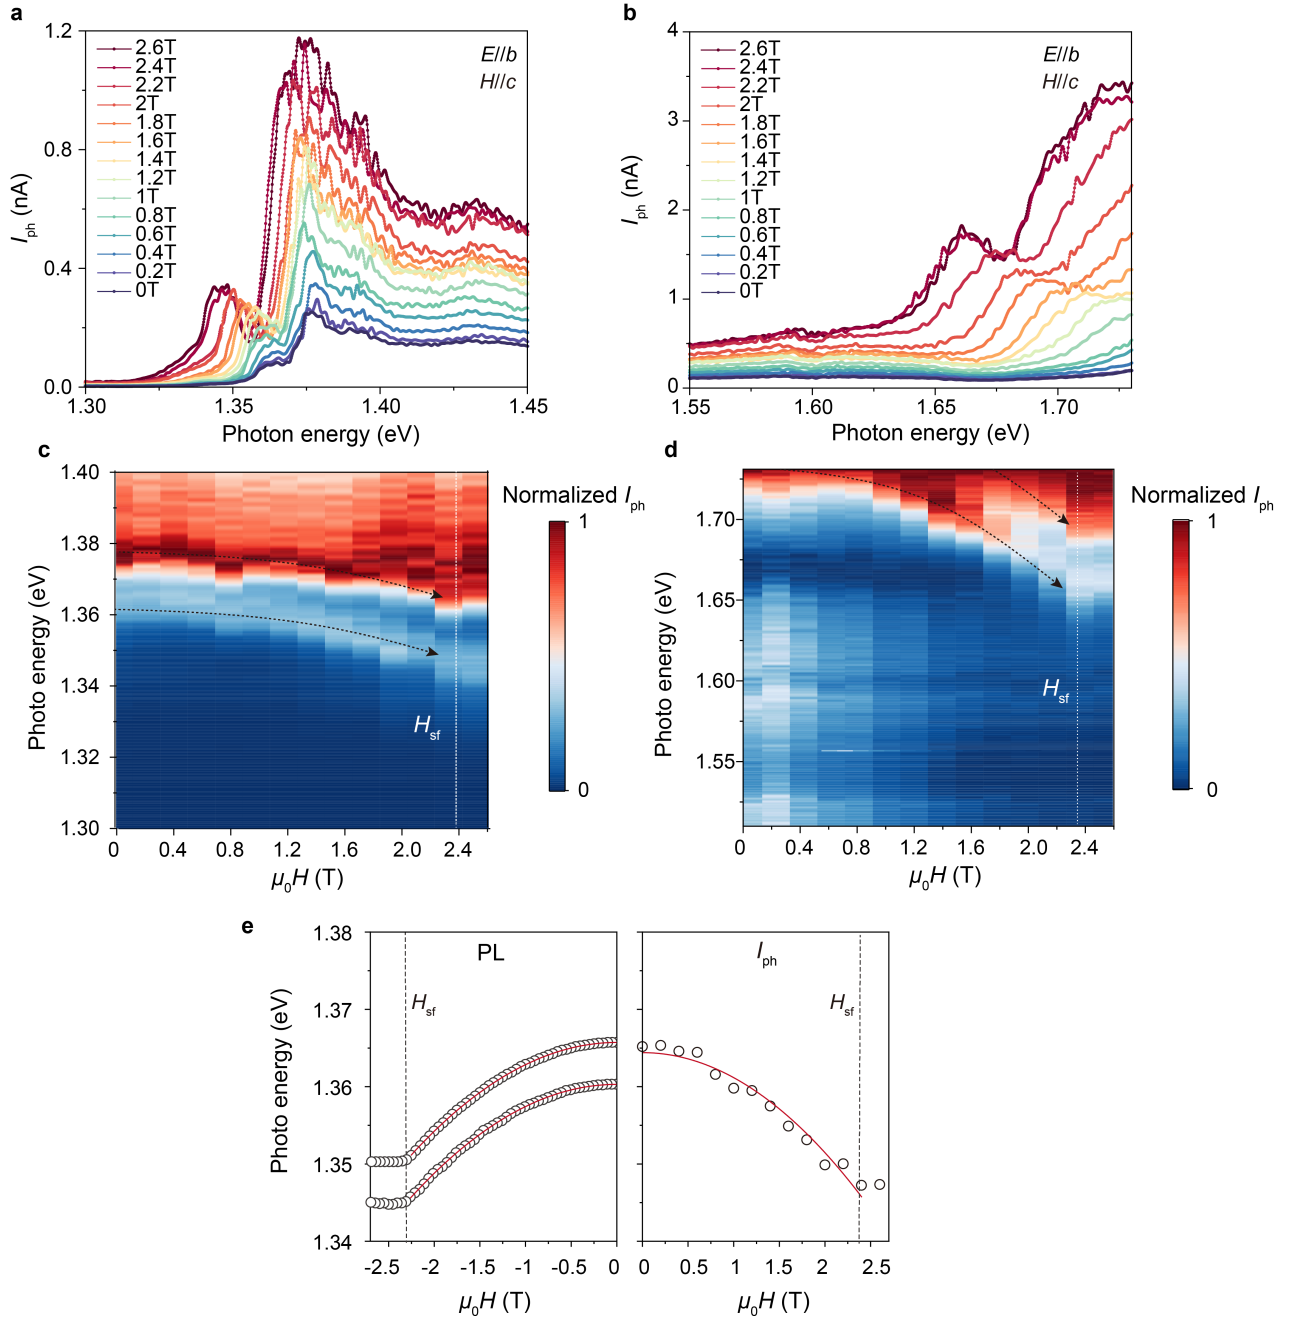 a
1.2
0.8
0.4
0.0
I_ph (nA)
2.6T
2.4T
2.2T
2T
1.8T
1.6T
1.4T
1.2T
1T
0.8T
0.6T
0.4T
0.2T
0T
E//b
H//c
1.30 1.35 1.40 1.45
Photon energy (eV)
b
4
3
2
1
0
I_ph (nA)
2.6T
2.4T
2.2T
2T
1.8T
1.6T
1.4T
1.2T
1T
0.8T
0.6T
0.4T
0.2T
0T
E//b
H//c
1.55 1.60 1.65 1.70
Photon energy (eV)
c
1.40
1.38
1.36
1.34
1.32
1.30
Photo energy (eV)
H_sf
0 0.4 0.8 1.2 1.6 2.0 2.4
μ0H (T)
Normalized I_ph
1
0
d
1.70
1.65
1.60
1.55
Photo energy (eV)
H_sf
0 0.4 0.8 1.2 1.6 2.0 2.4
μ0H (T)
Normalized I_ph
1
0
e
1.38
1.37
1.36
1.35
1.34
Photo energy (eV)
PL
H_sf
-2.5 -2 -1.5 -1 -0.5 0
μ0H (T)
I_ph
H_sf
0 0.5 1 1.5 2 2.5
μ0H (T)